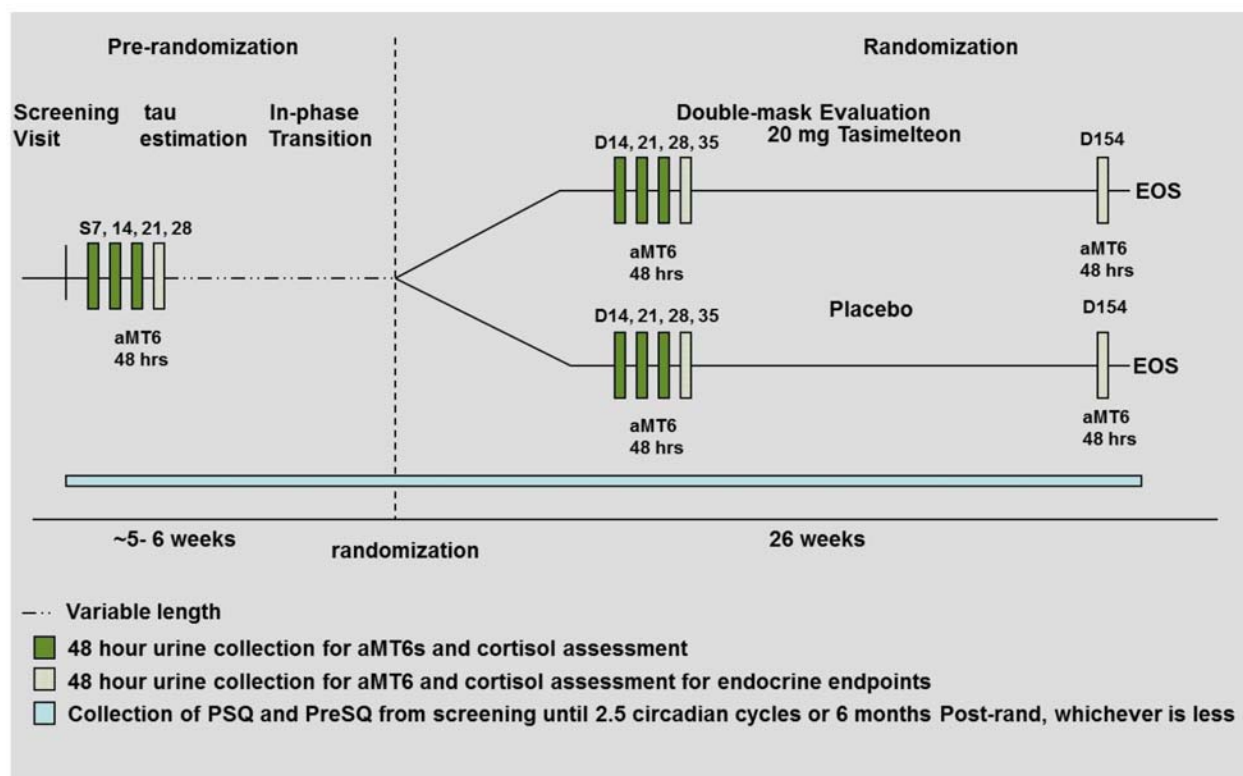 Pre-randomization
Randomization
Screening Visit
tau estimation
In-phase Transition
Double-mask Evaluation
20 mg Tasimelteon
S7, 14, 21, 28
aMT6
48 hrs
D14, 21, 28, 35
aMT6
48 hrs
D154
EOS
aMT6
48 hrs
Placebo
D14, 21, 28, 35
aMT6
48 hrs
D154
EOS
aMT6
48 hrs
~5- 6 weeks
randomization
26 weeks
Variable length
48 hour urine collection for aMT6s and cortisol assessment
48 hour urine collection for aMT6 and cortisol assessment for endocrine endpoints
Collection of PSQ and PreSQ from screening until 2.5 circadian cycles or 6 months Post-rand, whichever is less